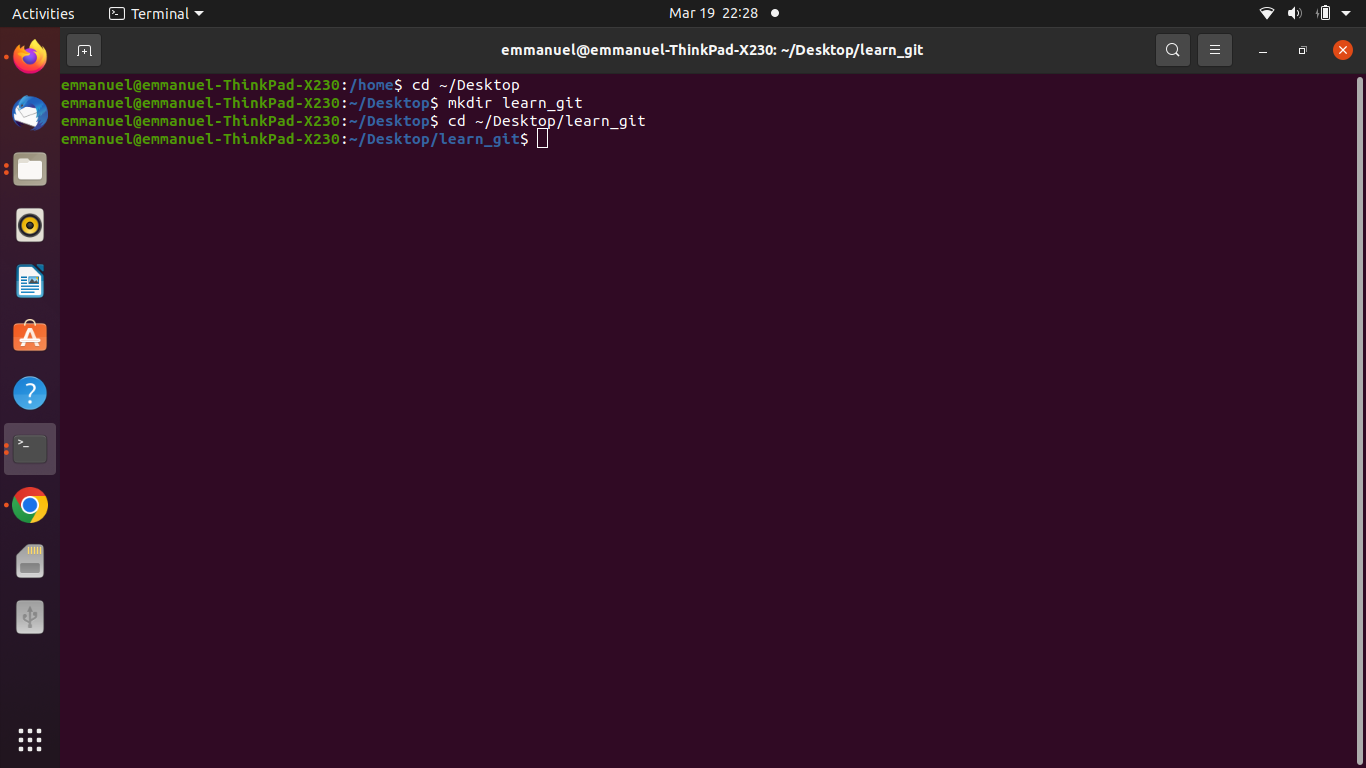 Activities
Terminal
Mar 19 22:28
emmanuel@emmanuel-ThinkPad-X230: ~/Desktop/learn_git
emmanuel@emmanuel-ThinkPad-X230:/home$ cd ~/Desktop
emmanuel@emmanuel-ThinkPad-X230:~/Desktop$ mkdir learn_git
emmanuel@emmanuel-ThinkPad-X230:~/Desktop$ cd ~/Desktop/learn_git
emmanuel@emmanuel-ThinkPad-X230:~/Desktop/learn_git$